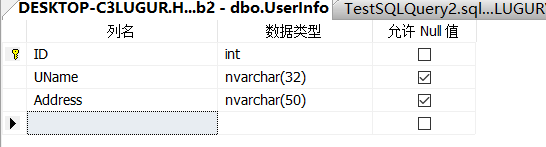 DESKTOP-C3LUGUR.H...b2 - dbo.UserInfo TestSQLQuery2.sql...LUGUR\
列名 数据类型 允许 Null 值
ID int
UName nvarchar(32)
Address nvarchar(50)